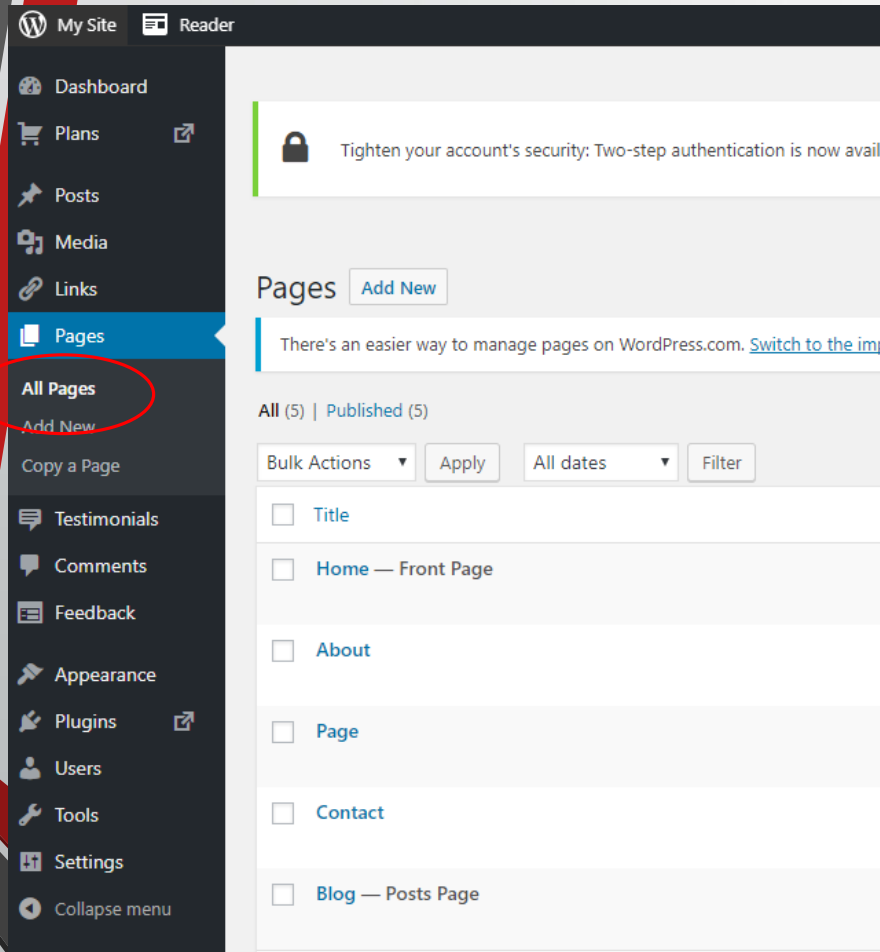 My Site Reader
Dashboard
Plans
Posts
Media
Links
Pages
All Pages
Add New
Copy a Page
Testimonials
Comments
Feedback
Appearance
Plugins
Users
Tools
Settings
Collapse menu
Tighten your account's security: Two-step authentication is now avail
Pages Add New
There's an easier way to manage pages on WordPress.com. Switch to the imp
All (5) | Published (5)
Bulk Actions Apply All dates Filter
Title
Home — Front Page
About
Page
Contact
Blog — Posts Page